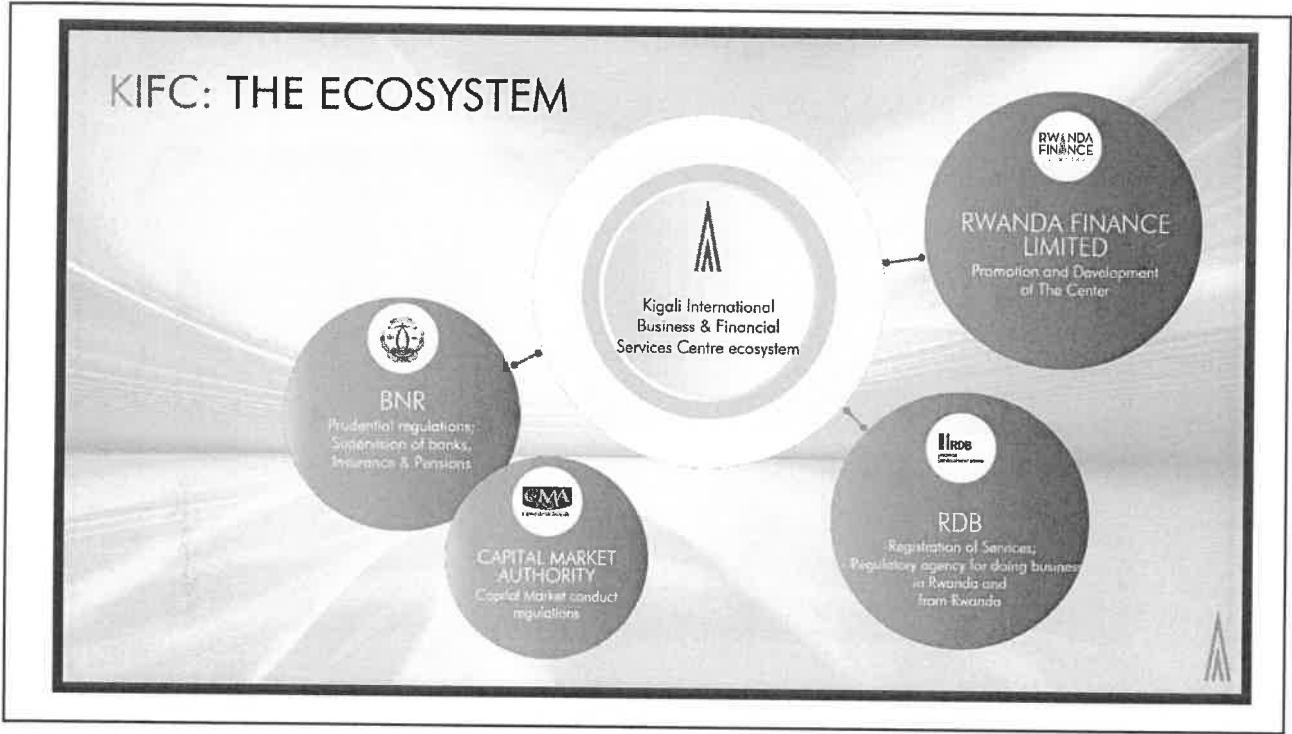 KIFC: THE ECOSYSTEM
RWANDA
FINANCE
RWANDA FINANCE
LIMITED
Promotion and Development
of The Center
Kigali International
Business & Financial
Services Centre ecosystem
BNR
Prudential regulations;
Supervision of banks,
Insurance & Pensions
CMA
CAPITAL MARKET
AUTHORITY
Capital Market conduct
regulations
RDB
RDB
Registration of Services;
Regulatory agency for doing business
in Rwanda and
from Rwanda